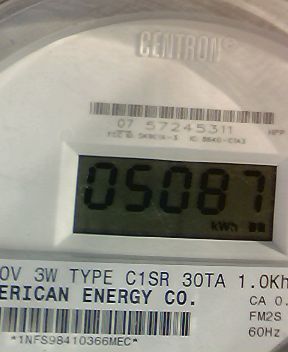 CENTRON®
07 57245311
05087
kWh
0V 3W TYPE C1SR 30TA 1.0Kh
ERICAN ENERGY CO.
CA 0.
FM2S
*1NFS98410366MEC*
60Hz